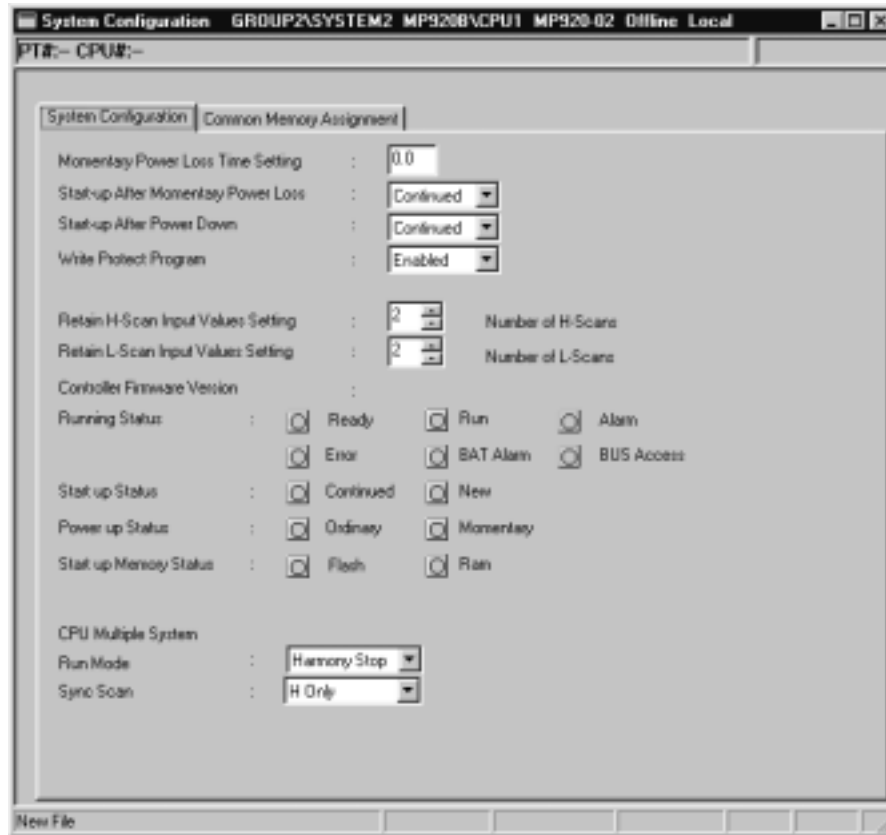 System Configuration GROUP2\SYSTEM2 MP920B\CPU1 MP920-02 Offline Local
PT#:– CPU#:–
System Configuration Common Memory Assignment
Momentary Power Loss Time Setting : 0.0
Start-up After Momentary Power Loss : Continued
Start-up After Power Down : Continued
Write Protect Program : Enabled
Retain H-Scan Input Values Setting : 2 Number of H-Scans
Retain L-Scan Input Values Setting : 2 Number of L-Scans
Controller Firmware Version :
Running Status : Ready Run Alarm
Error BAT Alarm BUS Access
Start up Status : Continued New
Power up Status : Ordinary Momentary
Start up Memory Status : Flash Ram
CPU Multiple System
Run Mode : Harmony Stop
Sync Scan : H Only
New File